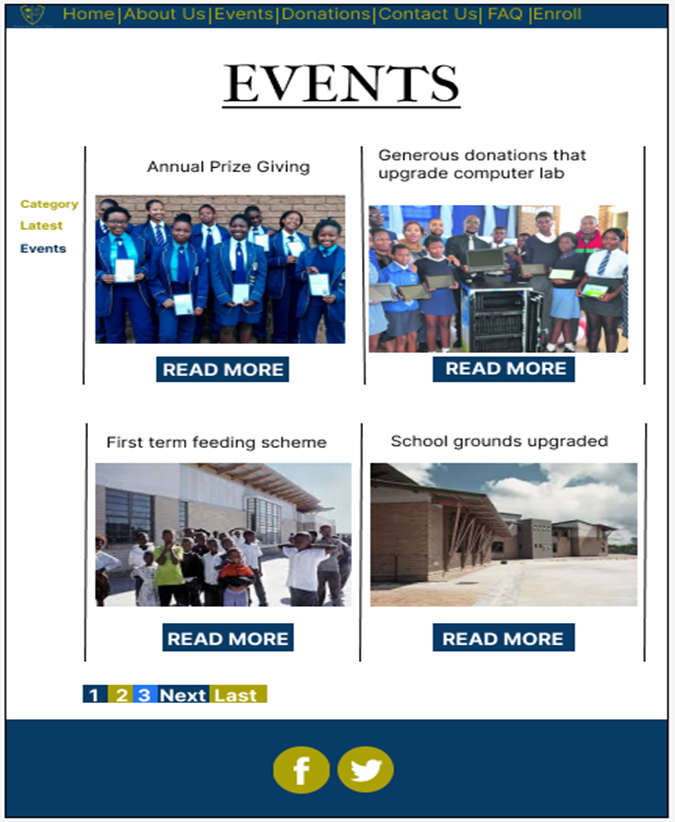 Home|About Us|Events|Donations|Contact Us| FAQ |Enroll
EVENTS
Category
Latest
Events
Annual Prize Giving
READ MORE
Generous donations that
upgrade computer lab
READ MORE
First term feeding scheme
READ MORE
School grounds upgraded
READ MORE
1 2 3 Next Last